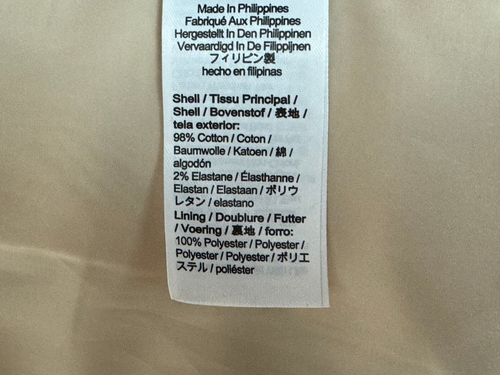 Made In Philippines
Fabriqué Aux Philippines
Hergestellt In Den Philippinen
Vervaardigd In De Filippijnen
フィリピン製
hecho en filipinas
Shell / Tissu Principal /
Shell / Bovenstof / 表地 /
tela exterior:
98% Cotton / Coton /
Baumwolle / Katoen / 綿 /
algodón
2% Elastane / Élasthanne /
Elastan / Elastaan / ポリウ
レタン / elastano
Lining / Doublure / Futter
/ Voering / 裏地 / forro:
100% Polyester / Polyester /
Polyester / Polyester / ポリエ
ステル / poliéster